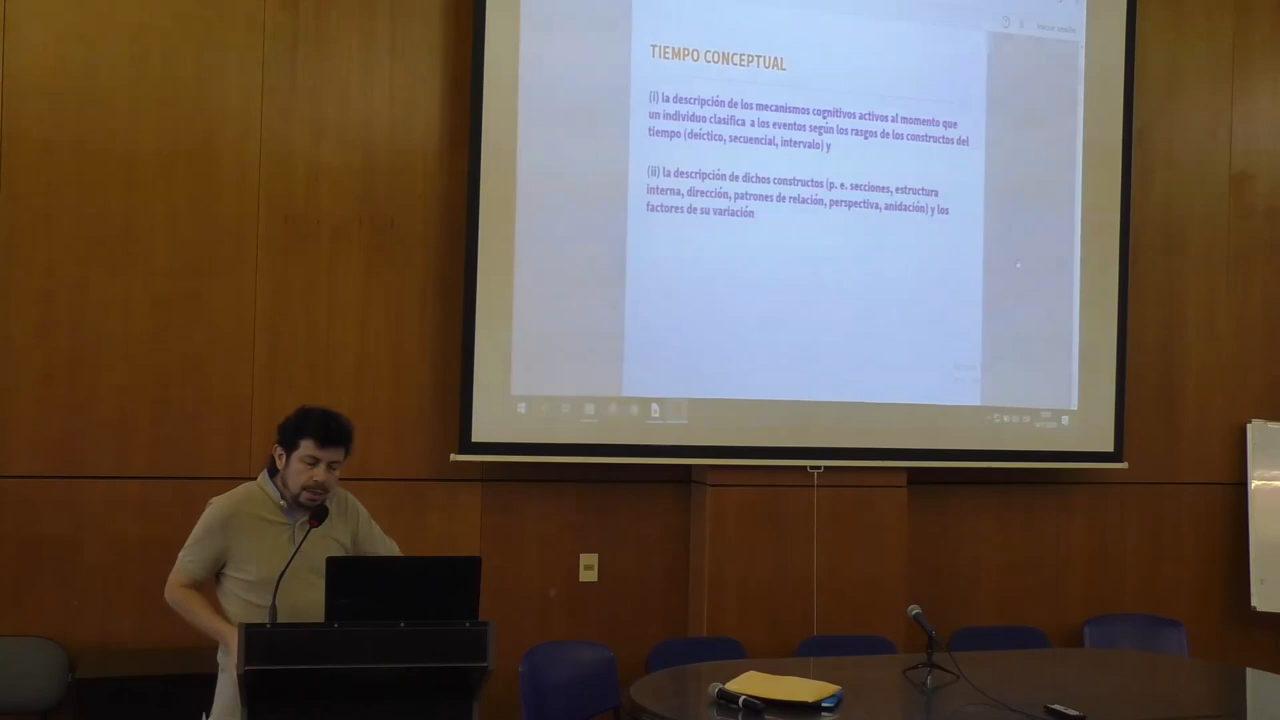 Iniciar sesión
TIEMPO CONCEPTUAL
(i) la descripción de los mecanismos cognitivos activos al momento que
un individuo clasifica a los eventos según los rasgos de los constructos del
tiempo (deíctico, secuencial, intervalo) y
(ii) la descripción de dichos constructos (p. e. secciones, estructura
interna, dirección, patrones de relación, perspectiva, anidación) y los
factores de su variación